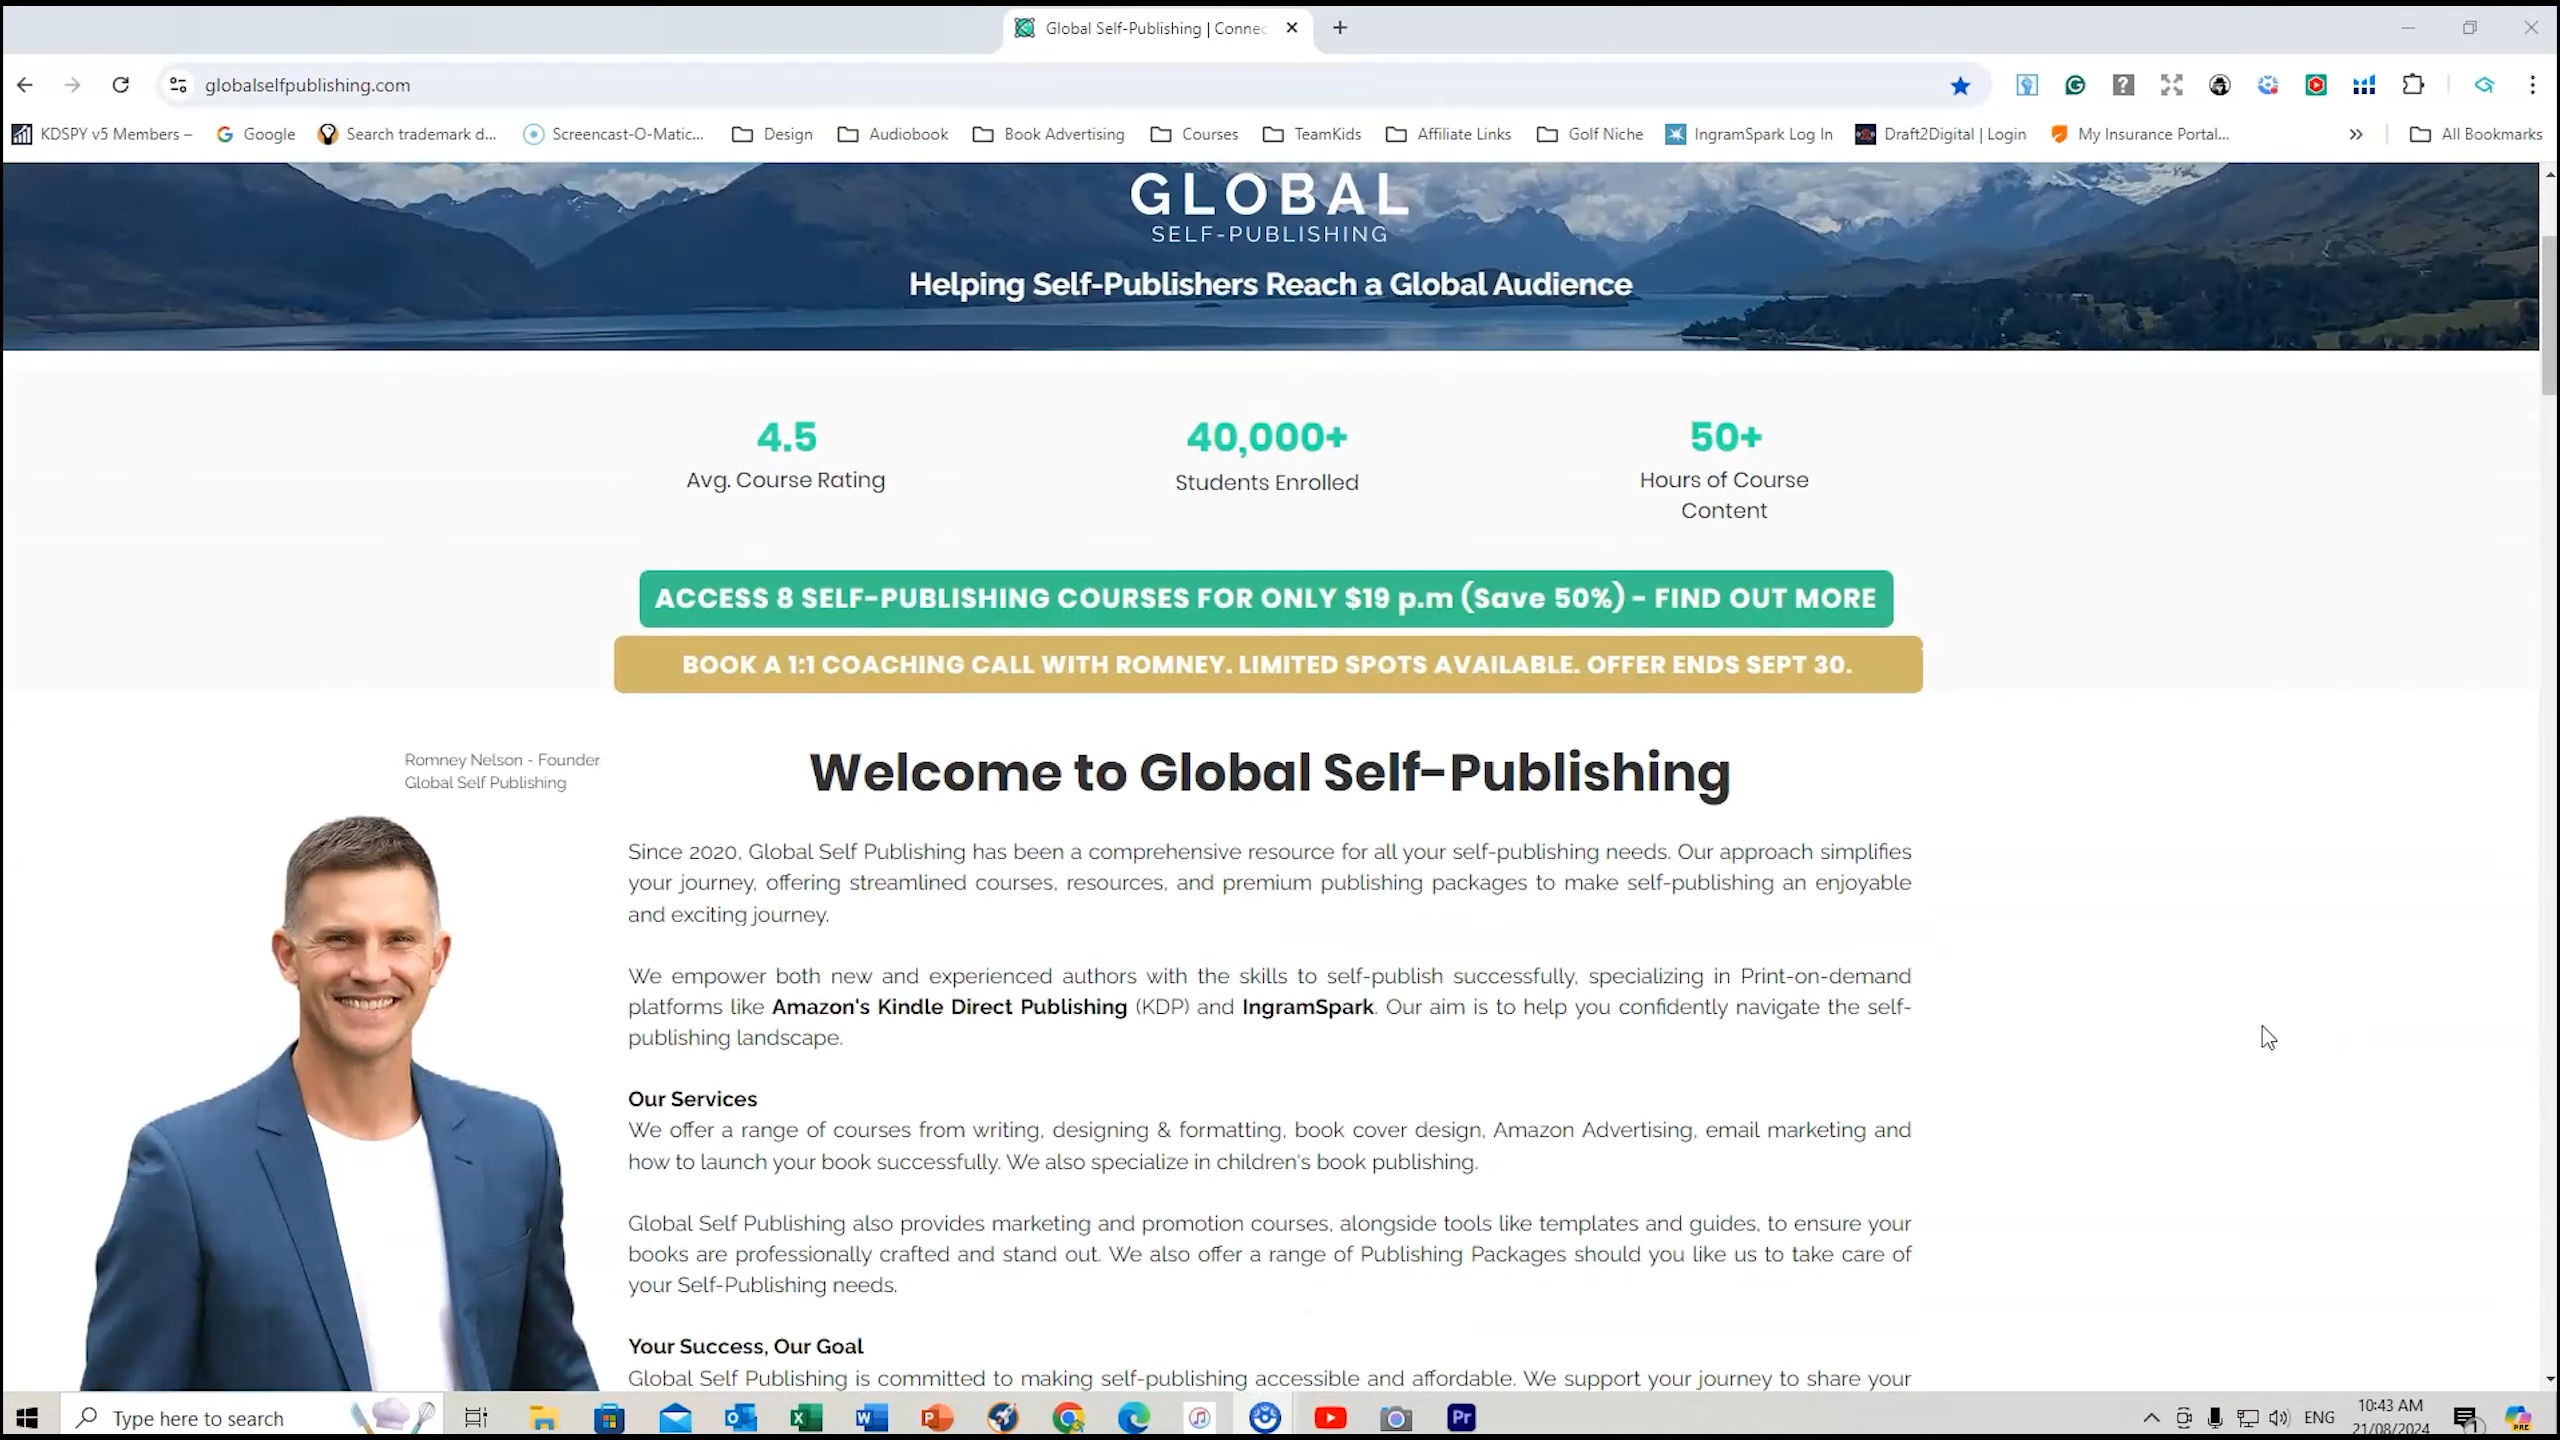 Global Self-Publishing | Connec
globalselfpublishing.com
KDSPY v5 Members –
Google
Search trademark d...
Screencast-O-Matic...
Design
Audiobook
Book Advertising
Courses
TeamKids
Affiliate Links
Golf Niche
IngramSpark Log In
Draft2Digital | Login
My Insurance Portal...
All Bookmarks
GLOBAL
SELF-PUBLISHING
Helping Self-Publishers Reach a Global Audience
4.5
Avg. Course Rating
40,000+
Students Enrolled
50+
Hours of Course
Content
ACCESS 8 SELF-PUBLISHING COURSES FOR ONLY $19 p.m (Save 50%) - FIND OUT MORE
BOOK A 1:1 COACHING CALL WITH ROMNEY. LIMITED SPOTS AVAILABLE. OFFER ENDS SEPT 30.
Romney Nelson - Founder
Global Self Publishing
Welcome to Global Self-Publishing
Since 2020, Global Self Publishing has been a comprehensive resource for all your self-publishing needs. Our approach simplifies
your journey, offering streamlined courses, resources, and premium publishing packages to make self-publishing an enjoyable
and exciting journey.
We empower both new and experienced authors with the skills to self-publish successfully, specializing in Print-on-demand
platforms like Amazon's Kindle Direct Publishing (KDP) and IngramSpark. Our aim is to help you confidently navigate the self-
publishing landscape.
Our Services
We offer a range of courses from writing, designing & formatting, book cover design, Amazon Advertising, email marketing and
how to launch your book successfully. We also specialize in children's book publishing.
Global Self Publishing also provides marketing and promotion courses, alongside tools like templates and guides, to ensure your
books are professionally crafted and stand out. We also offer a range of Publishing Packages should you like us to take care of
your Self-Publishing needs.
Your Success, Our Goal
Global Self Publishing is committed to making self-publishing accessible and affordable. We support your journey to share your
Type here to search
Pr
ENG
10:43 AM
21/08/2024
1
PRE